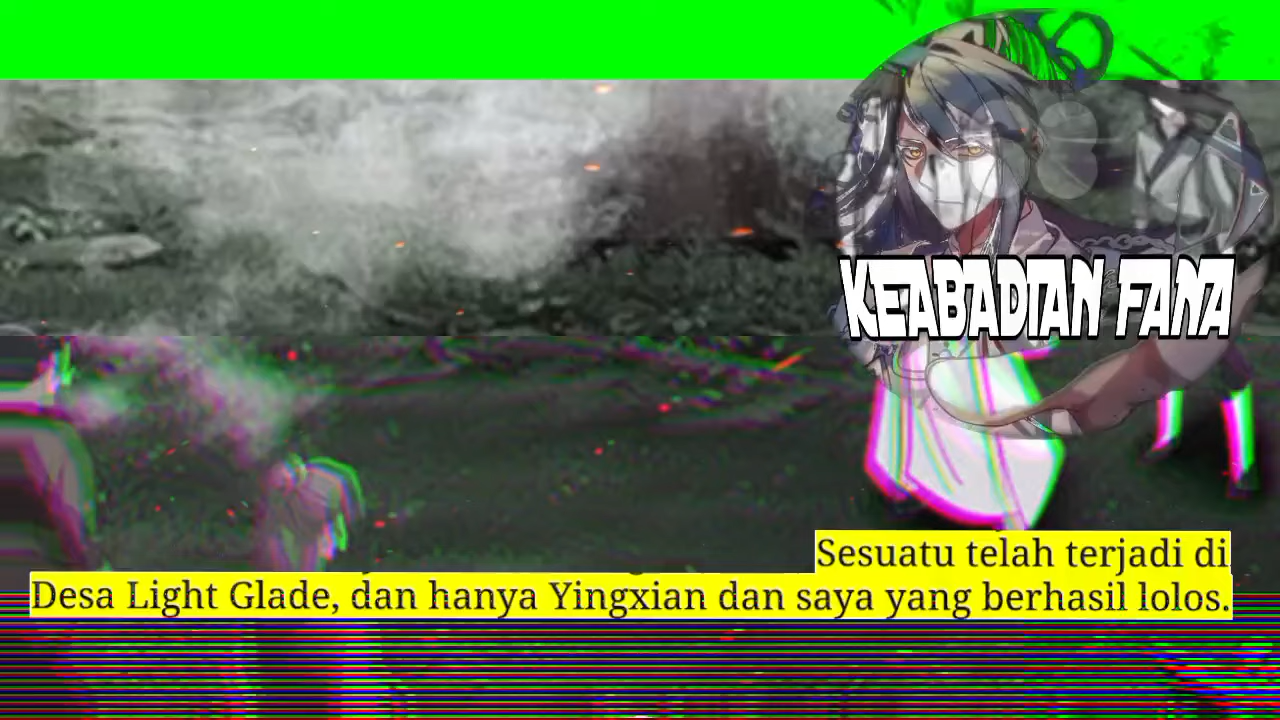 KEABADIAN FANA
Sesuatu telah terjadi di
Desa Light Glade, dan hanya Yingxian dan saya yang berhasil lolos.